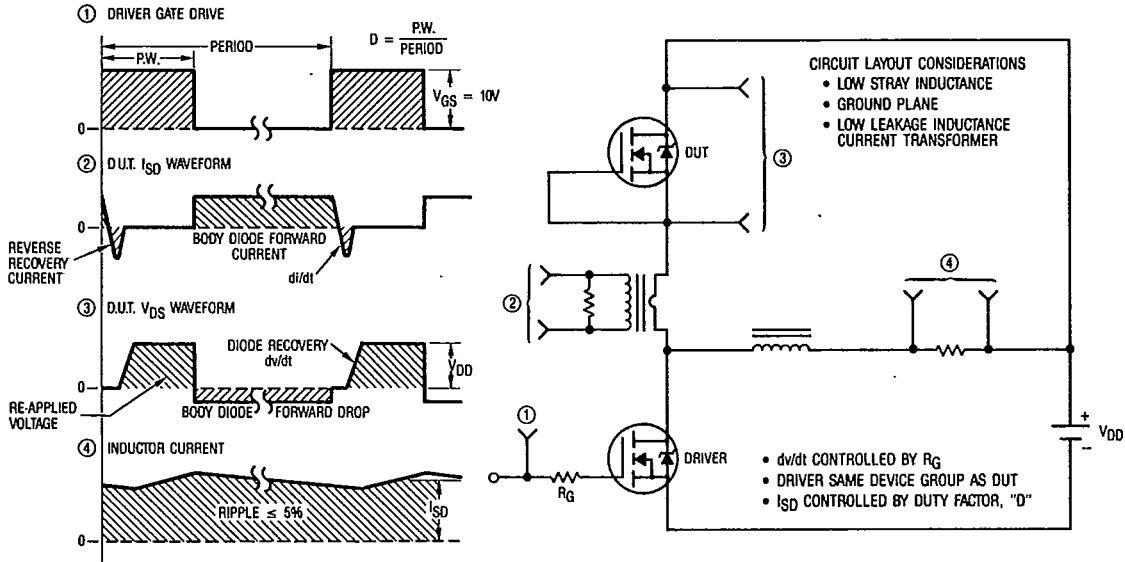 ① DRIVER GATE DRIVE
P.W.
PERIOD
D = P.W.
PERIOD
VGS = 10V
0
② D.U.T. ISD WAVEFORM
0
REVERSE
RECOVERY
CURRENT
BODY DIODE FORWARD
CURRENT
di/dt
③ D.U.T. VDS WAVEFORM
DIODE RECOVERY
dv/dt
VDD
0
RE-APPLIED
VOLTAGE
BODY DIODE FORWARD DROP
④ INDUCTOR CURRENT
RIPPLE ≤ 5%
ISD
0
CIRCUIT LAYOUT CONSIDERATIONS
• LOW STRAY INDUCTANCE
• GROUND PLANE
• LOW LEAKAGE INDUCTANCE
CURRENT TRANSFORMER
DUT
③
②
④
①
RG
DRIVER
+
VDD
−
• dv/dt CONTROLLED BY RG
• DRIVER SAME DEVICE GROUP AS DUT
• ISD CONTROLLED BY DUTY FACTOR, "D"